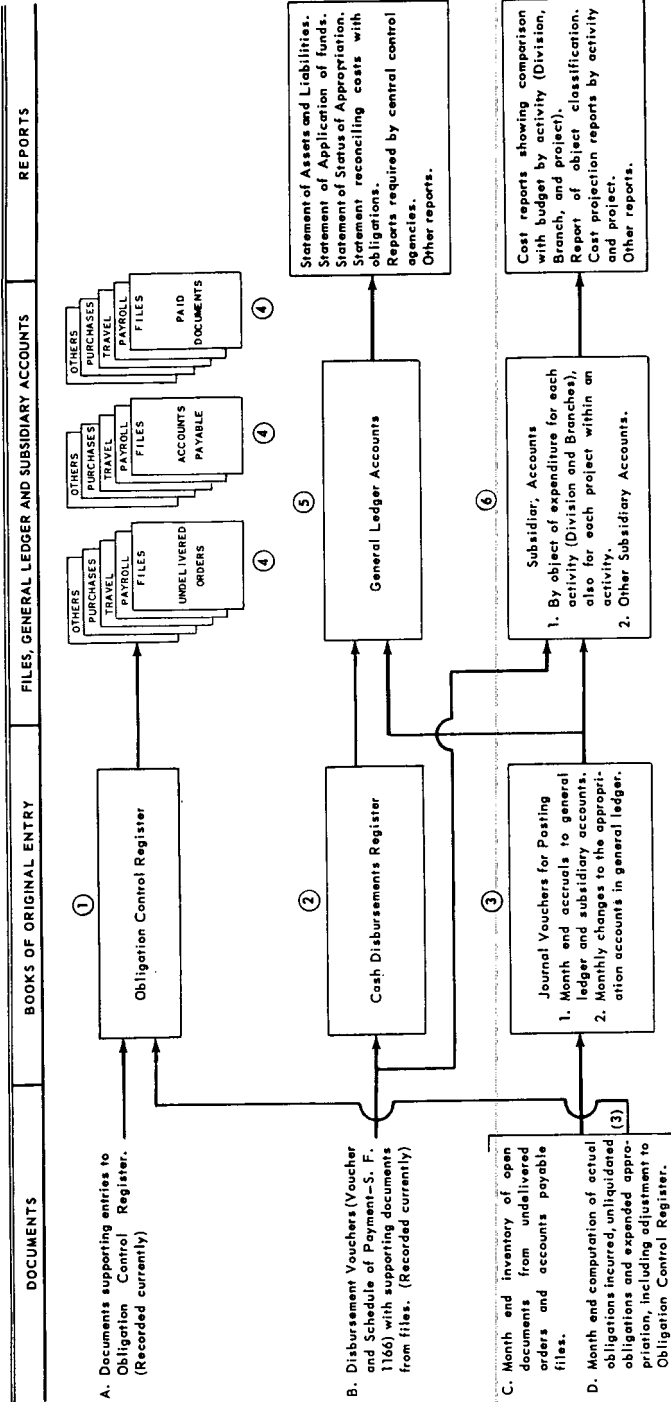 DOCUMENTS
BOOKS OF ORIGINAL ENTRY
FILES, GENERAL LEDGER AND SUBSIDIARY ACCOUNTS
REPORTS
A. Documents supporting entries to
Obligation Control Register.
(Recorded currently)
1
Obligation Control Register
OTHERS
PURCHASES
TRAVEL
PAYROLL
FILES
UNDELIVERED
ORDERS
4
OTHERS
PURCHASES
TRAVEL
PAYROLL
FILES
ACCOUNTS
PAYABLE
4
OTHERS
PURCHASES
TRAVEL
PAYROLL
FILES
PAID
DOCUMENTS
4
B. Disbursement Vouchers (Voucher
and Schedule of Payment–S. F.
1166) with supporting documents
from files. (Recorded currently)
2
Cash Disbursements Register
5
General Ledger Accounts
Statement of Assets and Liabilities.
Statement of Application of funds.
Statement of Status of Appropriation.
Statement reconciling costs with
obligations.
Reports required by central control
agencies.
Other reports.
C. Month end inventory of open
documents from undelivered
orders and accounts payable
files.
D. Month end computation of actual
obligations incurred, unliquidated
obligations and expended appro-
priation, including adjustment to
Obligation Control Register.
(3)
3
Journal Vouchers for Posting
1. Month end accruals to general
ledger and subsidiary accounts.
2. Monthly changes to the appropri-
ation accounts in general ledger.
6
Subsidiar, Accounts
1. By object of expenditure for each
activity (Division and Branches),
also for each project within an
activity.
2. Other Subsidiary Accounts.
Cost reports showing comparison
with budget by activity (Division,
Branch, and project).
Report of object classification.
Cost projection reports by activity
and project.
Other reports.